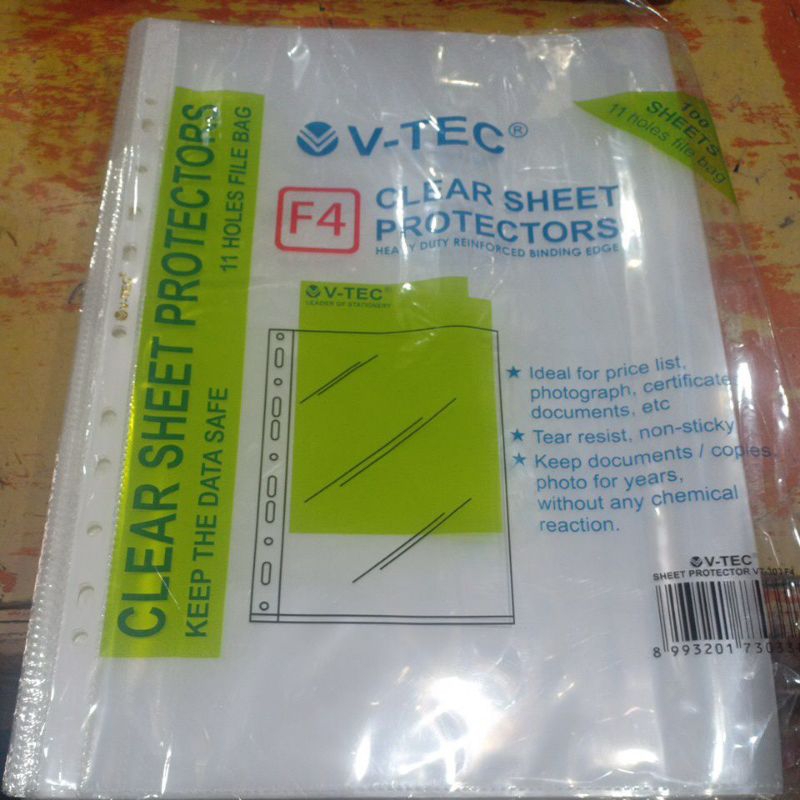 V-TEC®
F4
CLEAR SHEET
PROTECTORS
HEAVY DUTY REINFORCED BINDING EDGE
100
SHEETS
11 holes file bag
CLEAR SHEET PROTECTORS
11 HOLES FILE BAG
KEEP THE DATA SAFE
V-TEC
V-TEC®
LEADER OF STATIONERY
★ Ideal for price list,
photograph, certificate
documents, etc
★ Tear resist, non-sticky
★ Keep documents / copies,
photo for years,
without any chemical
reaction.
V-TEC®
SHEET PROTECTOR
8 993201